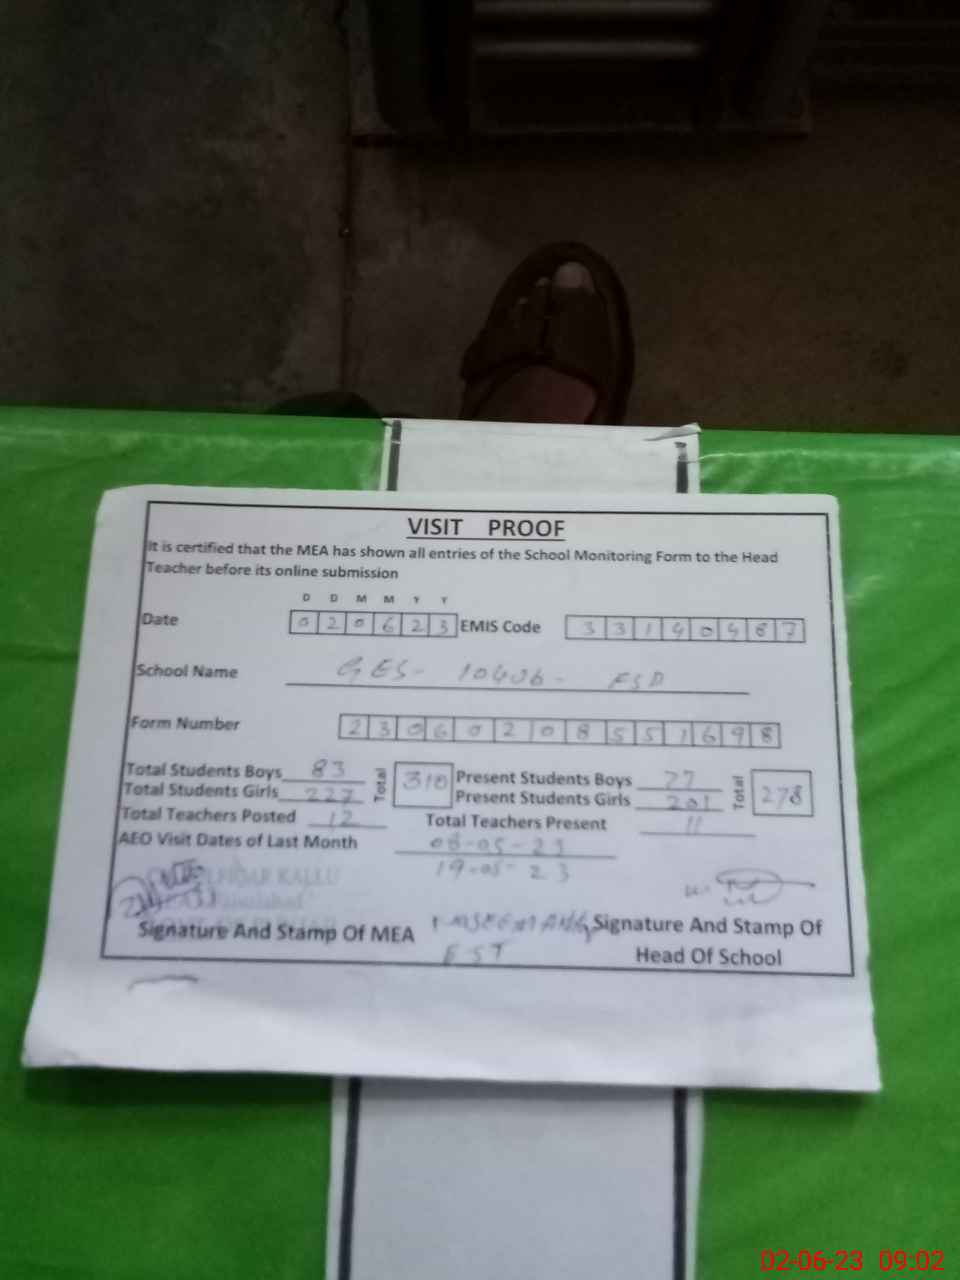 VISIT PROOF
It is certified that the MEA has shown all entries of the School Monitoring Form to the Head
Teacher before its online submission
D D M M Y Y
Date 0 2 0 6 2 3 EMIS Code 3 3 1 4 0 4 8 7
School Name GES- 10406- FSD
Form Number 2 3 0 6 0 2 0 8 5 5 1 6 9 8
Total Students Boys 83 Total 310 Present Students Boys 77 Total 278
Total Students Girls 227 Present Students Girls 201
Total Teachers Posted 12 Total Teachers Present 11
AEO Visit Dates of Last Month 08-05-23
19-05-23
KALLU
Signature And Stamp Of MEA Signature And Stamp Of
EST Head Of School
02-06-23 09:02